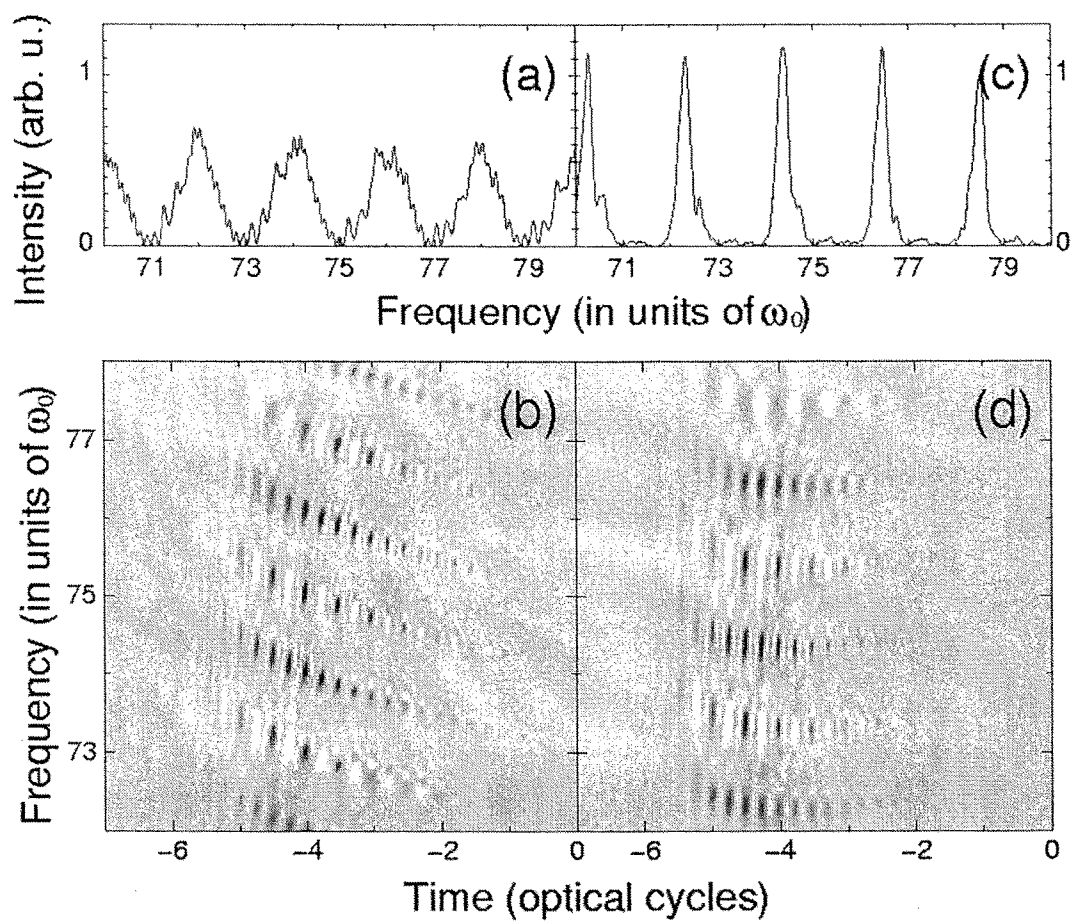 Intensity (arb. u.)
1
0
(a)
(c)
1
0
71 73 75 77 79 71 73 75 77 79
Frequency (in units of ω₀)
Frequency (in units of ω₀)
77
75
73
(b)
(d)
−6 −4 −2 0 −6 −4 −2 0
Time (optical cycles)